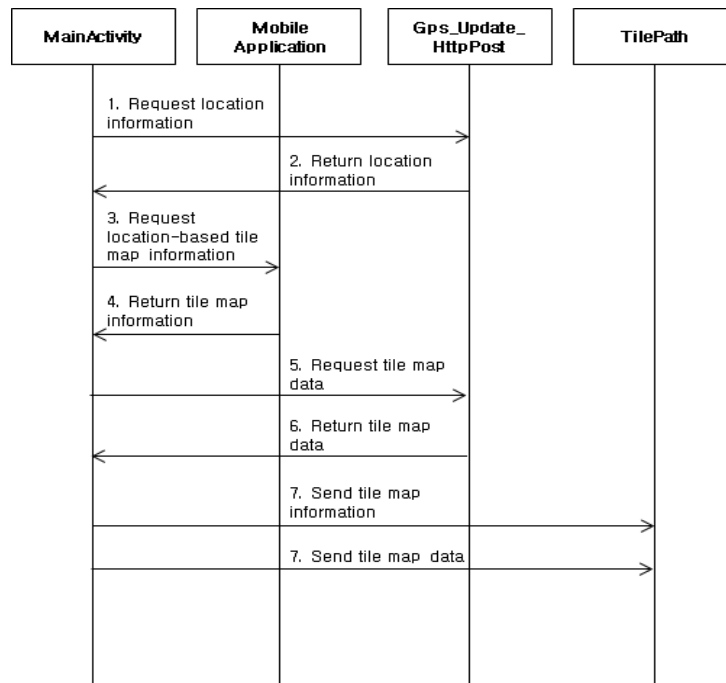 MainActivity
Mobile
Application
Gps_Update_
HttpPost
TilePath
1. Request location
information
2. Return location
information
3. Request
location-based tile
map information
4. Return tile map
information
5. Request tile map
data
6. Return tile map
data
7. Send tile map
information
7. Send tile map data